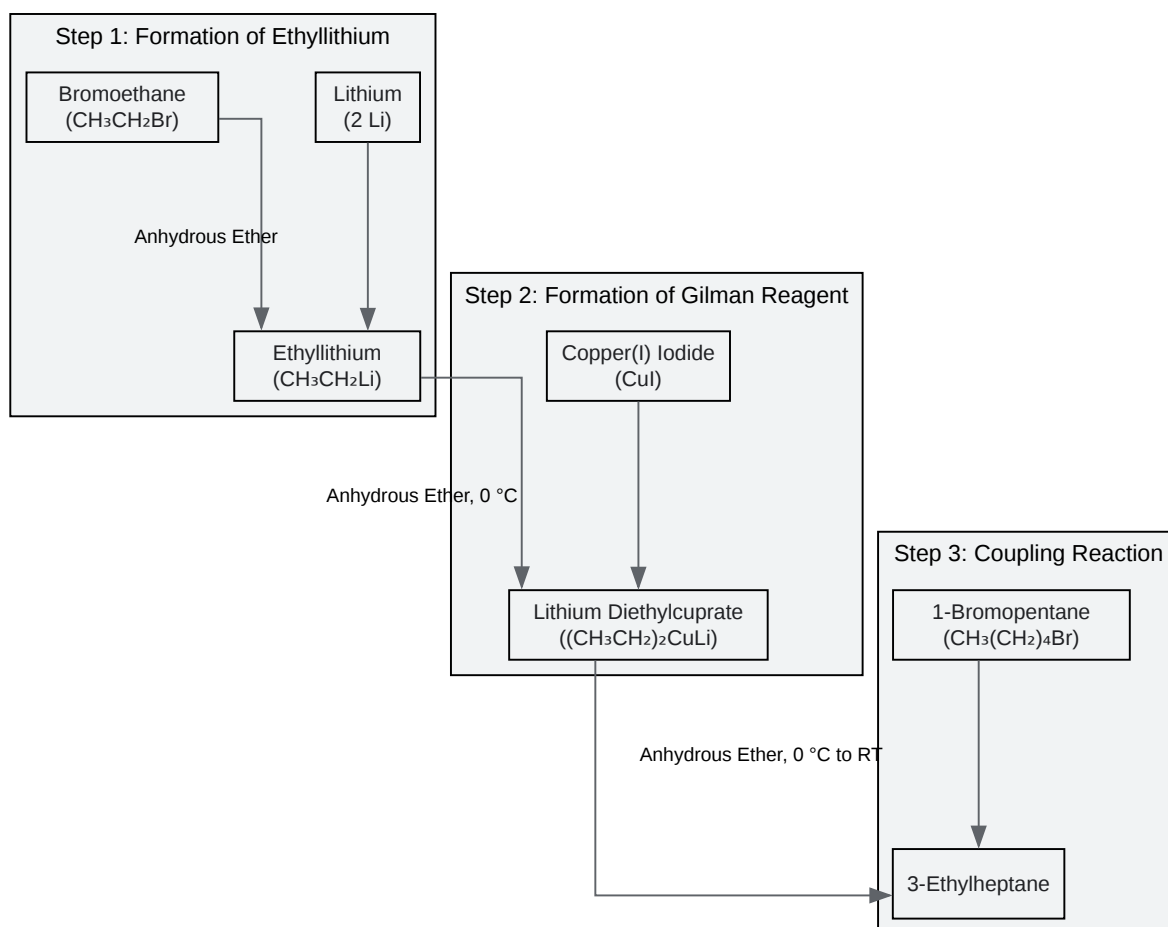 Step 1: Formation of Ethyllithium
Bromoethane
(CH₃CH₂Br)
Lithium
(2 Li)
Anhydrous Ether
Ethyllithium
(CH₃CH₂Li)
Step 2: Formation of Gilman Reagent
Copper(I) Iodide
(CuI)
Anhydrous Ether, 0 °C
Lithium Diethylcuprate
((CH₃CH₂)₂CuLi)
Step 3: Coupling Reaction
1-Bromopentane
(CH₃(CH₂)₄Br)
Anhydrous Ether, 0 °C to RT
3-Ethylheptane